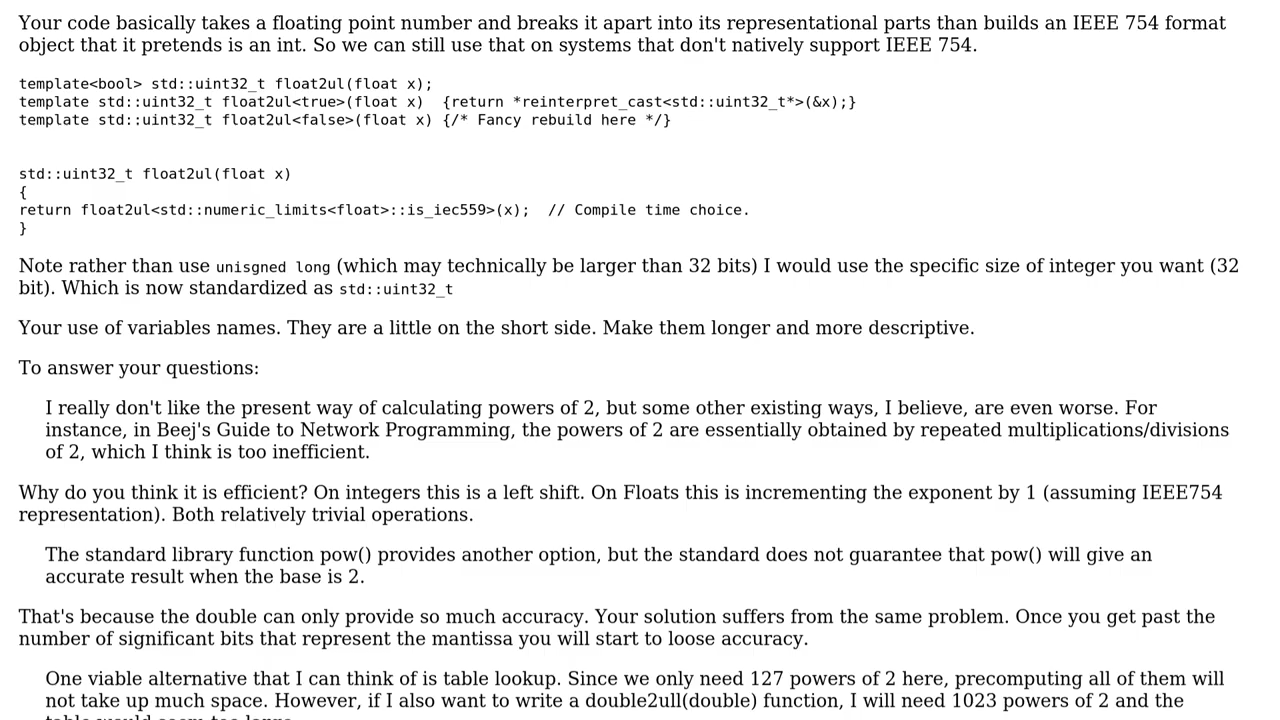 Your code basically takes a floating point number and breaks it apart into its representational parts than builds an IEEE 754 format
object that it pretends is an int. So we can still use that on systems that don't natively support IEEE 754.
template<bool> std::uint32_t float2ul(float x);
template std::uint32_t float2ul<true>(float x)  {return *reinterpret_cast<std::uint32_t*>(&x);}
template std::uint32_t float2ul<false>(float x) {/* Fancy rebuild here */}
std::uint32_t float2ul(float x)
{
return float2ul<std::numeric_limits<float>::is_iec559>(x);  // Compile time choice.
}
Note rather than use unisgned long (which may technically be larger than 32 bits) I would use the specific size of integer you want (32
bit). Which is now standardized as std::uint32_t
Your use of variables names. They are a little on the short side. Make them longer and more descriptive.
To answer your questions:
I really don't like the present way of calculating powers of 2, but some other existing ways, I believe, are even worse. For
instance, in Beej's Guide to Network Programming, the powers of 2 are essentially obtained by repeated multiplications/divisions
of 2, which I think is too inefficient.
Why do you think it is efficient? On integers this is a left shift. On Floats this is incrementing the exponent by 1 (assuming IEEE754
representation). Both relatively trivial operations.
The standard library function pow() provides another option, but the standard does not guarantee that pow() will give an
accurate result when the base is 2.
That's because the double can only provide so much accuracy. Your solution suffers from the same problem. Once you get past the
number of significant bits that represent the mantissa you will start to loose accuracy.
One viable alternative that I can think of is table lookup. Since we only need 127 powers of 2 here, precomputing all of them will
not take up much space. However, if I also want to write a double2ull(double) function, I will need 1023 powers of 2 and the